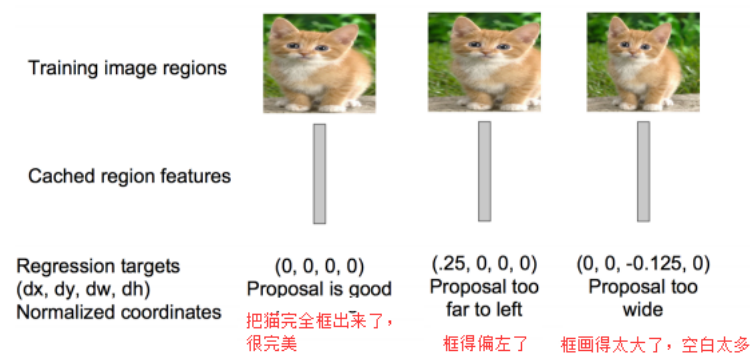 Training image regions
Cached region features
Regression targets
(dx, dy, dw, dh)
Normalized coordinates
(0, 0, 0, 0)
Proposal is good
把猫完全框出来了，
很完美
(.25, 0, 0, 0)
Proposal too
far to left
框得偏左了
(0, 0, -0.125, 0)
Proposal too
wide
框画得太大了，空白太多